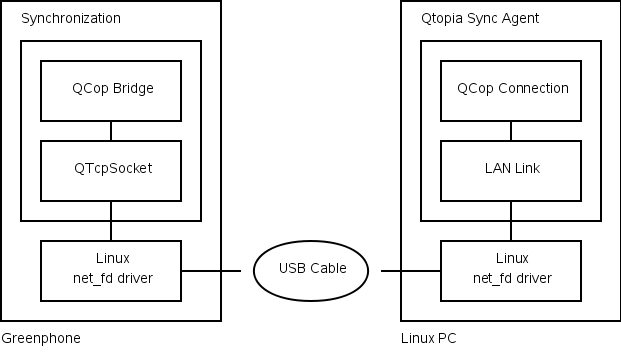 Synchronization
QCop Bridge
QTcpSocket
Linux
net_fd driver
Greenphone
USB Cable
Qtopia Sync Agent
QCop Connection
LAN Link
Linux
net_fd driver
Linux PC